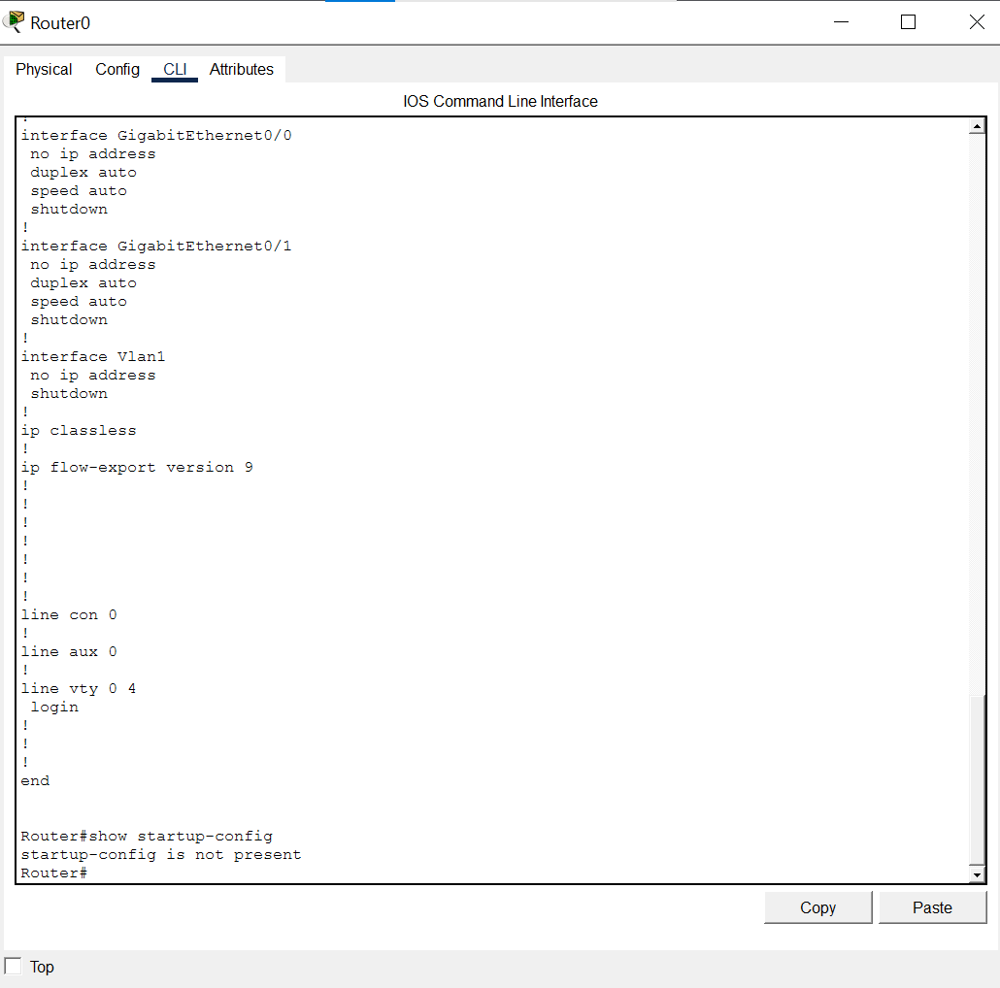 Router0
Physical Config CLI Attributes
IOS Command Line Interface
!
interface GigabitEthernet0/0
 no ip address
 duplex auto
 speed auto
 shutdown
!
interface GigabitEthernet0/1
 no ip address
 duplex auto
 speed auto
 shutdown
!
interface Vlan1
 no ip address
 shutdown
!
ip classless
!
ip flow-export version 9
!
!
!
!
!
!
!
line con 0
!
line aux 0
!
line vty 0 4
 login
!
!
!
end
Router#show startup-config
startup-config is not present
Router#
Copy Paste
Top